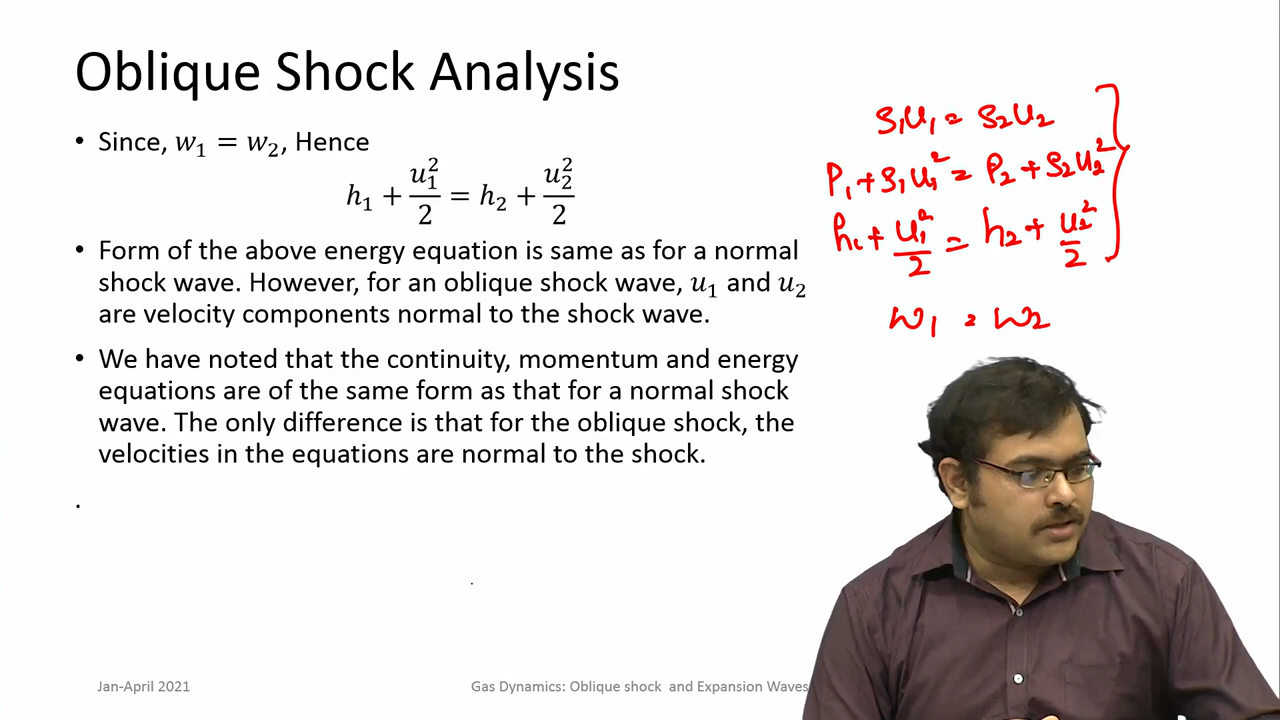 Oblique Shock Analysis
• Since, w₁ = w₂, Hence
h₁ + u₁²/2 = h₂ + u₂²/2
• Form of the above energy equation is same as for a normal
shock wave. However, for an oblique shock wave, u₁ and u₂
are velocity components normal to the shock wave.
• We have noted that the continuity, momentum and energy
equations are of the same form as that for a normal shock
wave. The only difference is that for the oblique shock, the
velocities in the equations are normal to the shock.
.
ρ₁u₁ = ρ₂u₂
P₁ + ρ₁u₁² = P₂ + ρ₂u₂²
h₁ + u₁²/2 = h₂ + u₂²/2
w₁ = w₂
Jan-April 2021
Gas Dynamics: Oblique shock and Expansion Waves